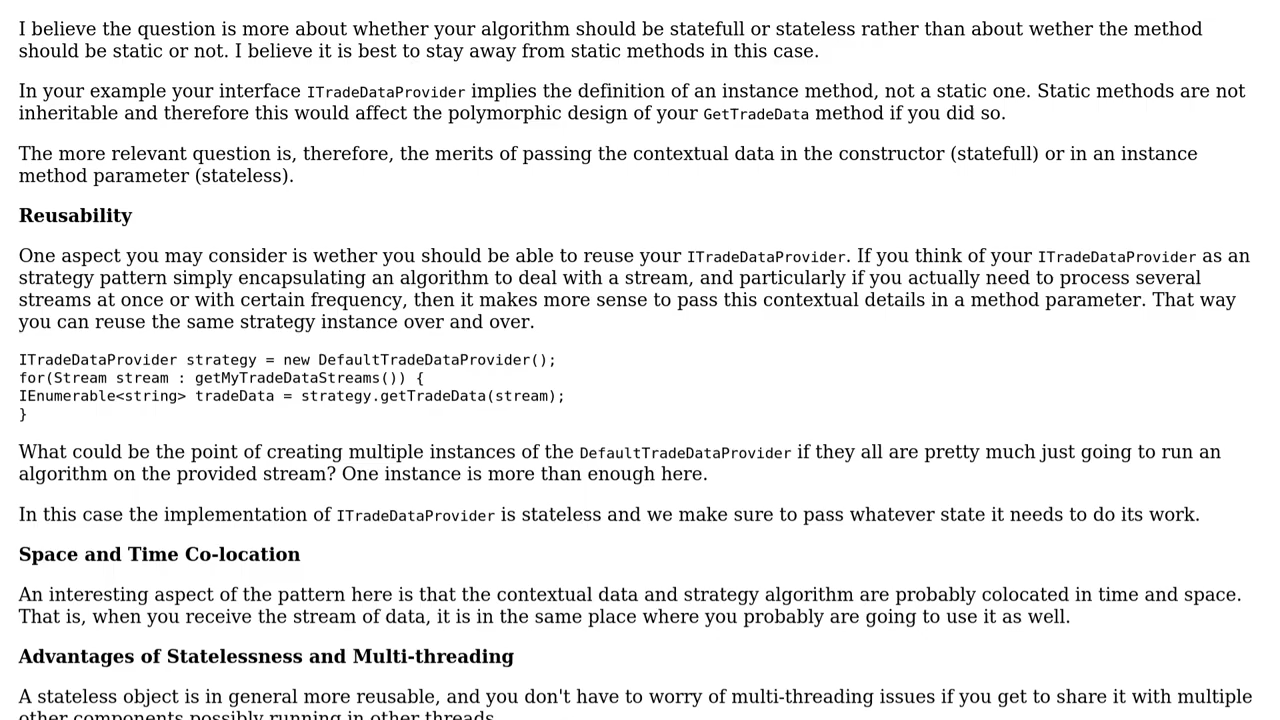 I believe the question is more about whether your algorithm should be statefull or stateless rather than about wether the method
should be static or not. I believe it is best to stay away from static methods in this case.
In your example your interface ITradeDataProvider implies the definition of an instance method, not a static one. Static methods are not
inheritable and therefore this would affect the polymorphic design of your GetTradeData method if you did so.
The more relevant question is, therefore, the merits of passing the contextual data in the constructor (statefull) or in an instance
method parameter (stateless).
Reusability
One aspect you may consider is wether you should be able to reuse your ITradeDataProvider. If you think of your ITradeDataProvider as an
strategy pattern simply encapsulating an algorithm to deal with a stream, and particularly if you actually need to process several
streams at once or with certain frequency, then it makes more sense to pass this contextual details in a method parameter. That way
you can reuse the same strategy instance over and over.
ITradeDataProvider strategy = new DefaultTradeDataProvider();
for(Stream stream : getMyTradeDataStreams()) {
IEnumerable<string> tradeData = strategy.getTradeData(stream);
}
What could be the point of creating multiple instances of the DefaultTradeDataProvider if they all are pretty much just going to run an
algorithm on the provided stream? One instance is more than enough here.
In this case the implementation of ITradeDataProvider is stateless and we make sure to pass whatever state it needs to do its work.
Space and Time Co-location
An interesting aspect of the pattern here is that the contextual data and strategy algorithm are probably colocated in time and space.
That is, when you receive the stream of data, it is in the same place where you probably are going to use it as well.
Advantages of Statelessness and Multi-threading
A stateless object is in general more reusable, and you don't have to worry of multi-threading issues if you get to share it with multiple
other components possibly running in other threads.